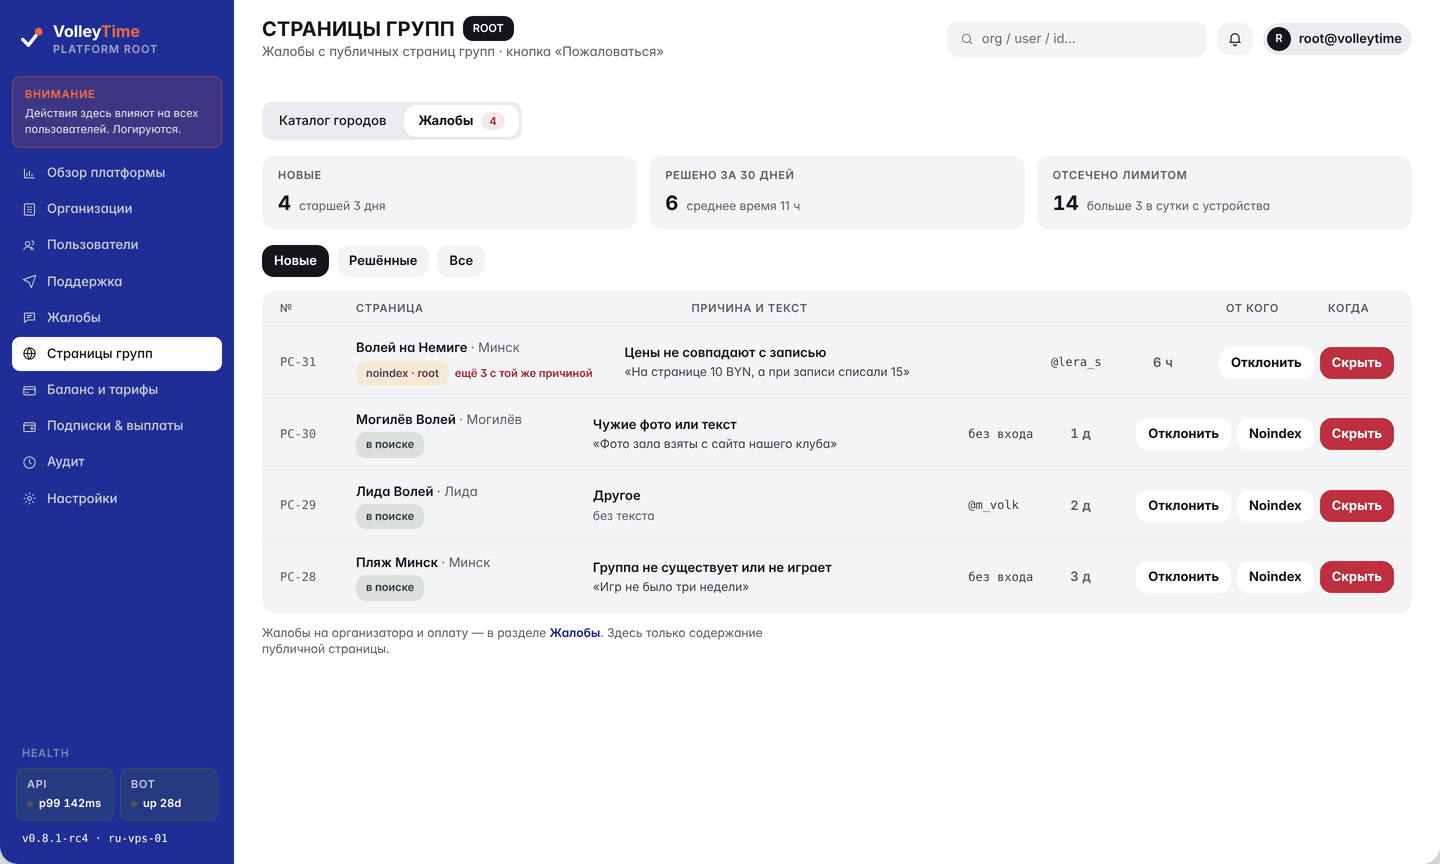 VolleyTime
PLATFORM ROOT
ВНИМАНИЕ
Действия здесь влияют на всех
пользователей. Логируются.
Обзор платформы
Организации
Пользователи
Поддержка
Жалобы
Страницы групп
Баланс и тарифы
Подписки & выплаты
Аудит
Настройки
HEALTH
API
p99 142ms
BOT
up 28d
v0.8.1-rc4 · ru-vps-01
СТРАНИЦЫ ГРУПП ROOT
Жалобы с публичных страниц групп · кнопка «Пожаловаться»
org / user / id...
R root@volleytime
Каталог городов
Жалобы 4
НОВЫЕ
4 старшей 3 дня
РЕШЕНО ЗА 30 ДНЕЙ
6 среднее время 11 ч
ОТСЕЧЕНО ЛИМИТОМ
14 больше 3 в сутки с устройства
Новые Решённые Все
№ СТРАНИЦА ПРИЧИНА И ТЕКСТ ОТ КОГО КОГДА
PC-31
Волей на Немиге · Минск
noindex · root ещё 3 с той же причиной
Цены не совпадают с записью
«На странице 10 BYN, а при записи списали 15»
@lera_s 6 ч Отклонить Скрыть
PC-30
Могилёв Волей · Могилёв
в поиске
Чужие фото или текст
«Фото зала взяты с сайта нашего клуба»
без входа 1 д Отклонить Noindex Скрыть
PC-29
Лида Волей · Лида
в поиске
Другое
без текста
@m_volk 2 д Отклонить Noindex Скрыть
PC-28
Пляж Минск · Минск
в поиске
Группа не существует или не играет
«Игр не было три недели»
без входа 3 д Отклонить Noindex Скрыть
Жалобы на организатора и оплату — в разделе Жалобы. Здесь только содержание
публичной страницы.